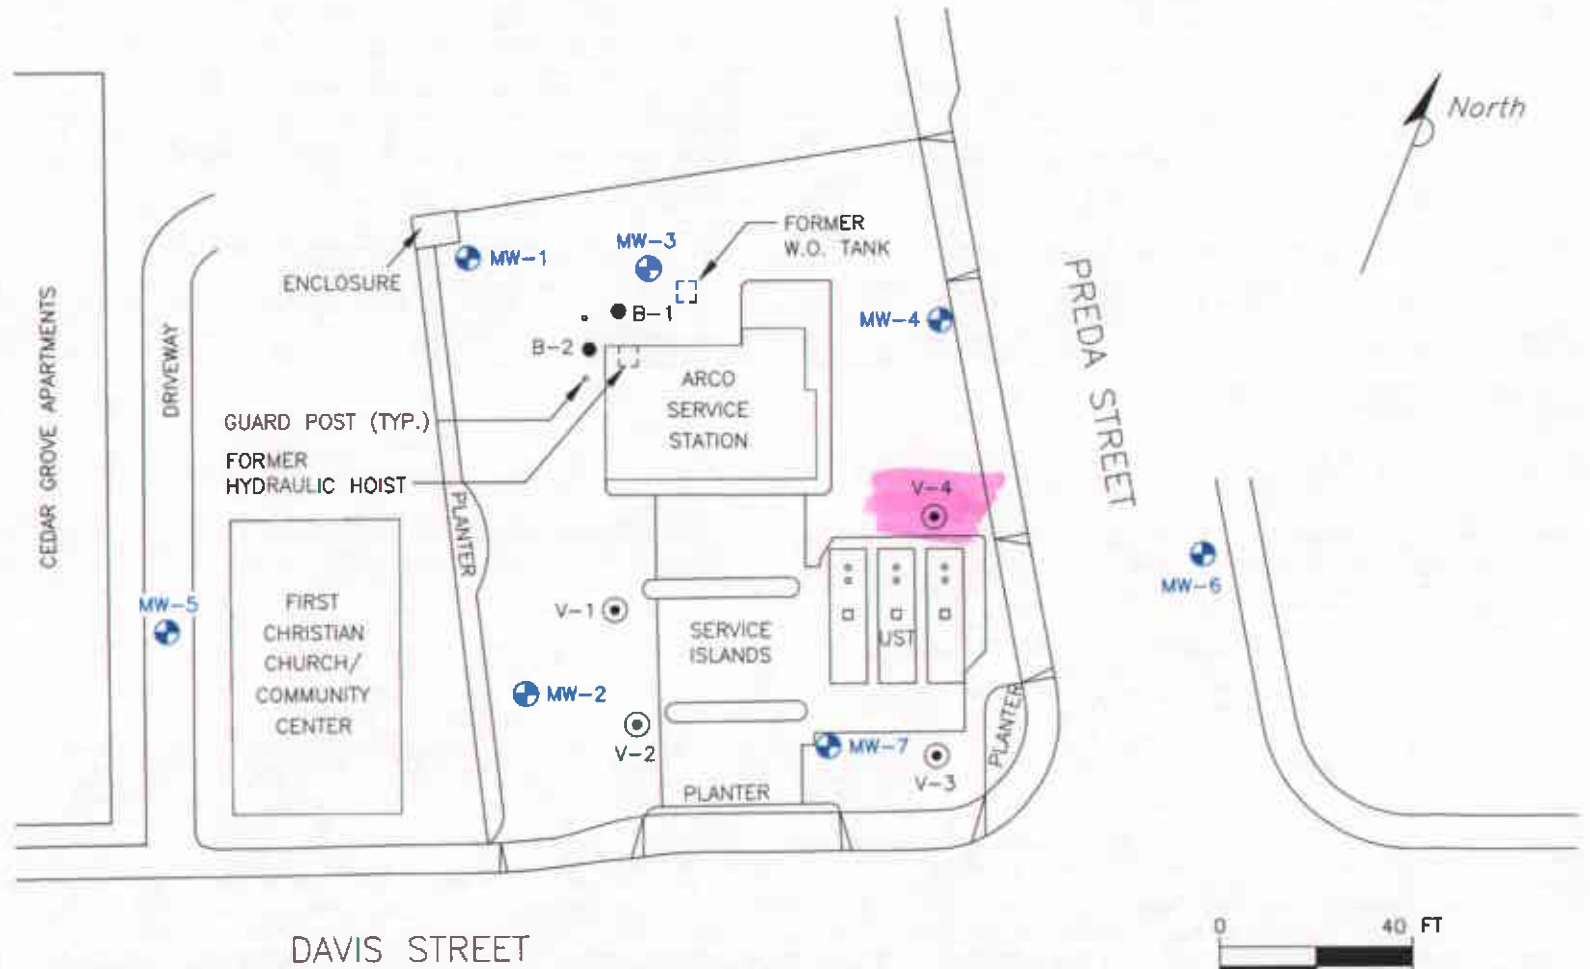 North
FORMER
W.O. TANK
MW-3
MW-1
ENCLOSURE
B-1
MW-4
B-2
CEDAR GROVE APARTMENTS
DRIVEWAY
PREDA STREET
ARCO
SERVICE
STATION
GUARD POST (TYP.)
FORMER
HYDRAULIC HOIST
PLANTER
V-4
MW-6
MW-5
FIRST
CHRISTIAN
CHURCH/
COMMUNITY
CENTER
V-1
SERVICE
ISLANDS
UST
MW-2
V-2
MW-7
V-3
PLANTER
PLANTER
DAVIS STREET
0 40 FT